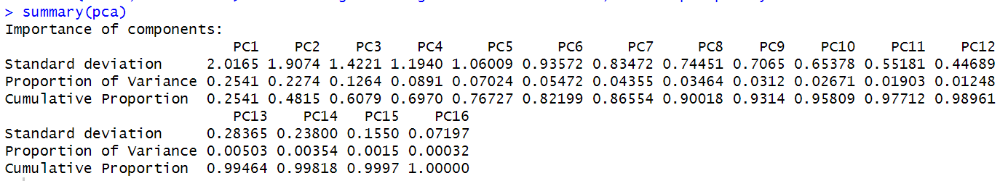 > summary(pca)
Importance of components:
                          PC1    PC2    PC3    PC4     PC5     PC6     PC7     PC8    PC9    PC10    PC11    PC12
Standard deviation     2.0165 1.9074 1.4221 1.1940 1.06009 0.93572 0.83472 0.74451 0.7065 0.65378 0.55181 0.44689
Proportion of Variance 0.2541 0.2274 0.1264 0.0891 0.07024 0.05472 0.04355 0.03464 0.0312 0.02671 0.01903 0.01248
Cumulative Proportion  0.2541 0.4815 0.6079 0.6970 0.76727 0.82199 0.86554 0.90018 0.9314 0.95809 0.97712 0.98961
                          PC13    PC14   PC15    PC16
Standard deviation     0.28365 0.23800 0.1550 0.07197
Proportion of Variance 0.00503 0.00354 0.0015 0.00032
Cumulative Proportion  0.99464 0.99818 0.9997 1.00000